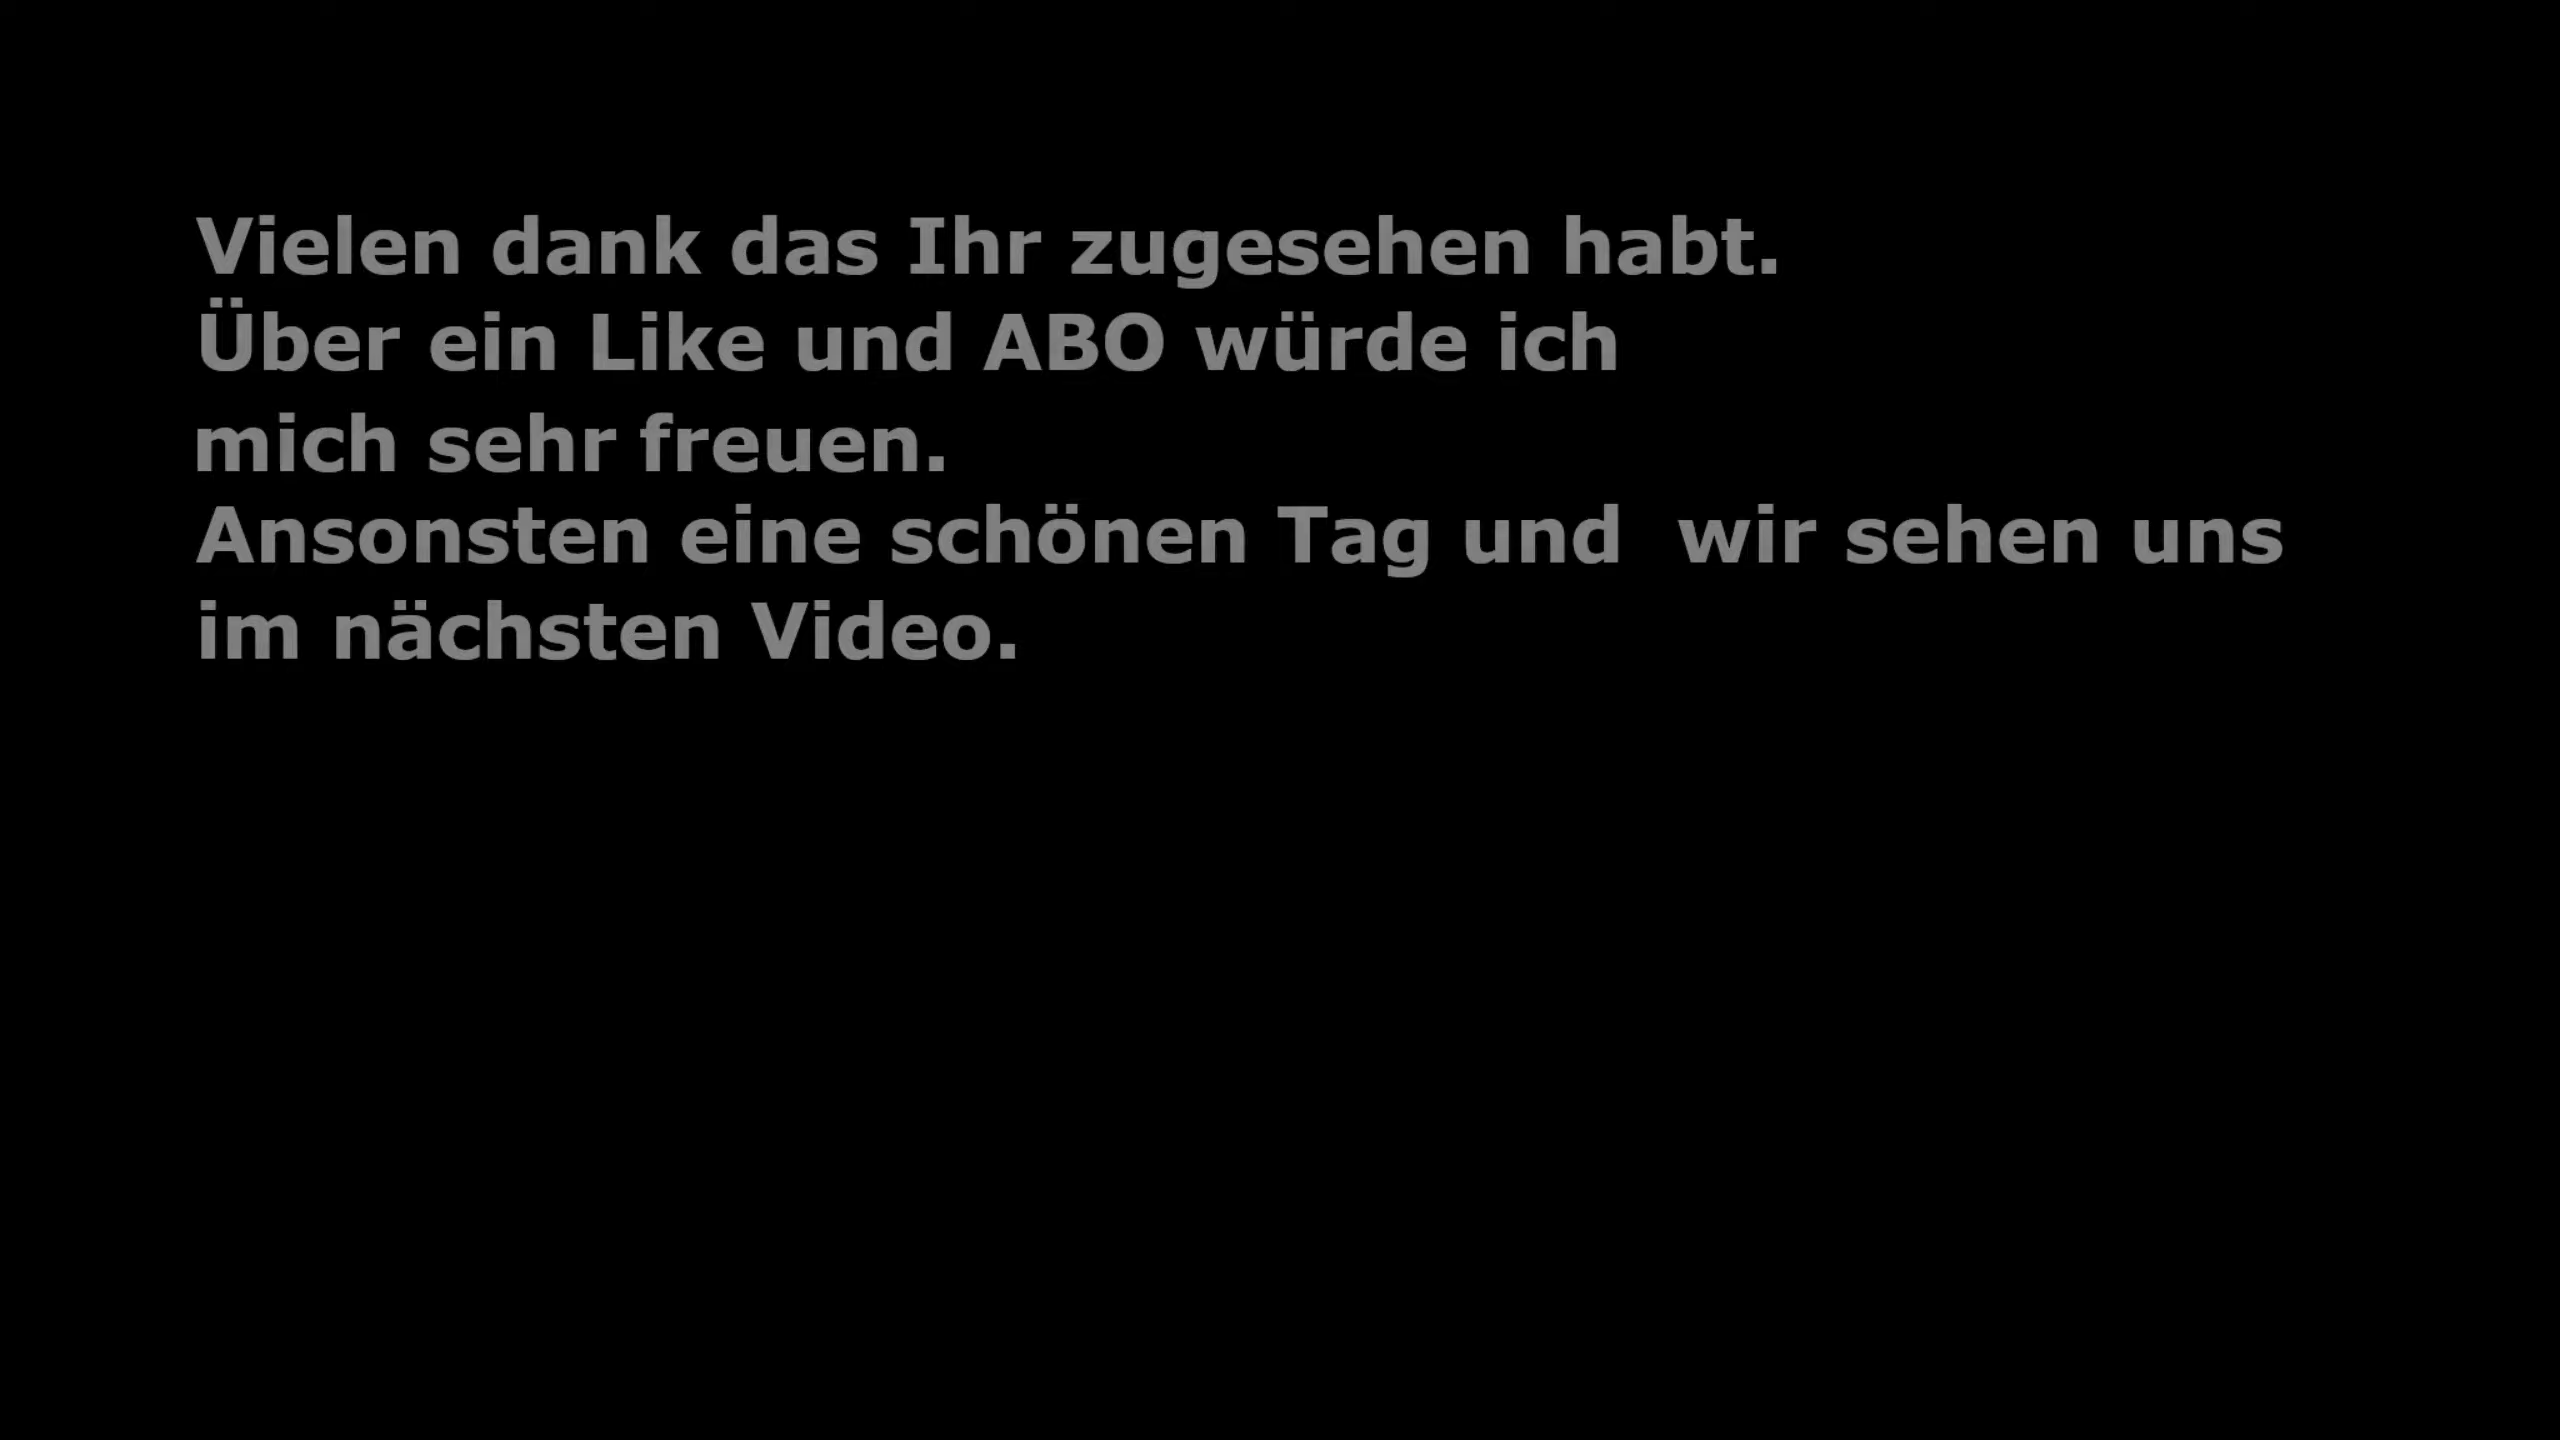 Vielen dank das Ihr zugesehen habt.
Über ein Like und ABO würde ich
mich sehr freuen.
Ansonsten eine schönen Tag und  wir sehen uns
im nächsten Video.